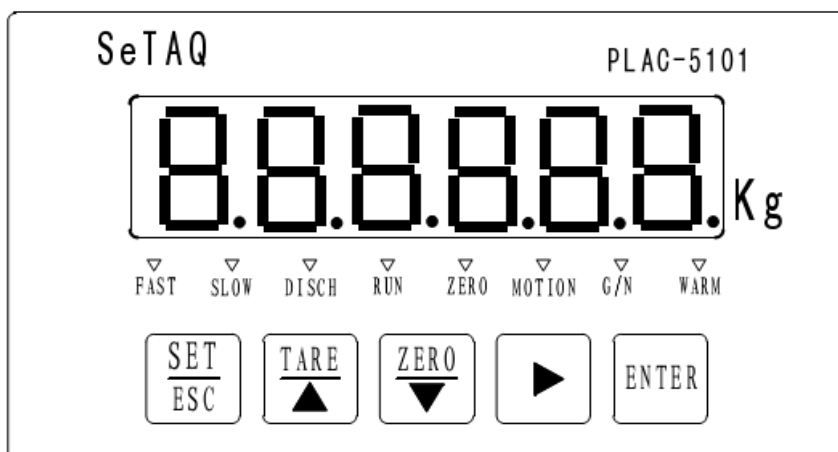 SeTAQ
PLAC-5101
8.8.8.8.8.8. Kg
FAST SLOW DISCH RUN ZERO MOTION G/N WARM
SET TARE ZERO ENTER
ESC